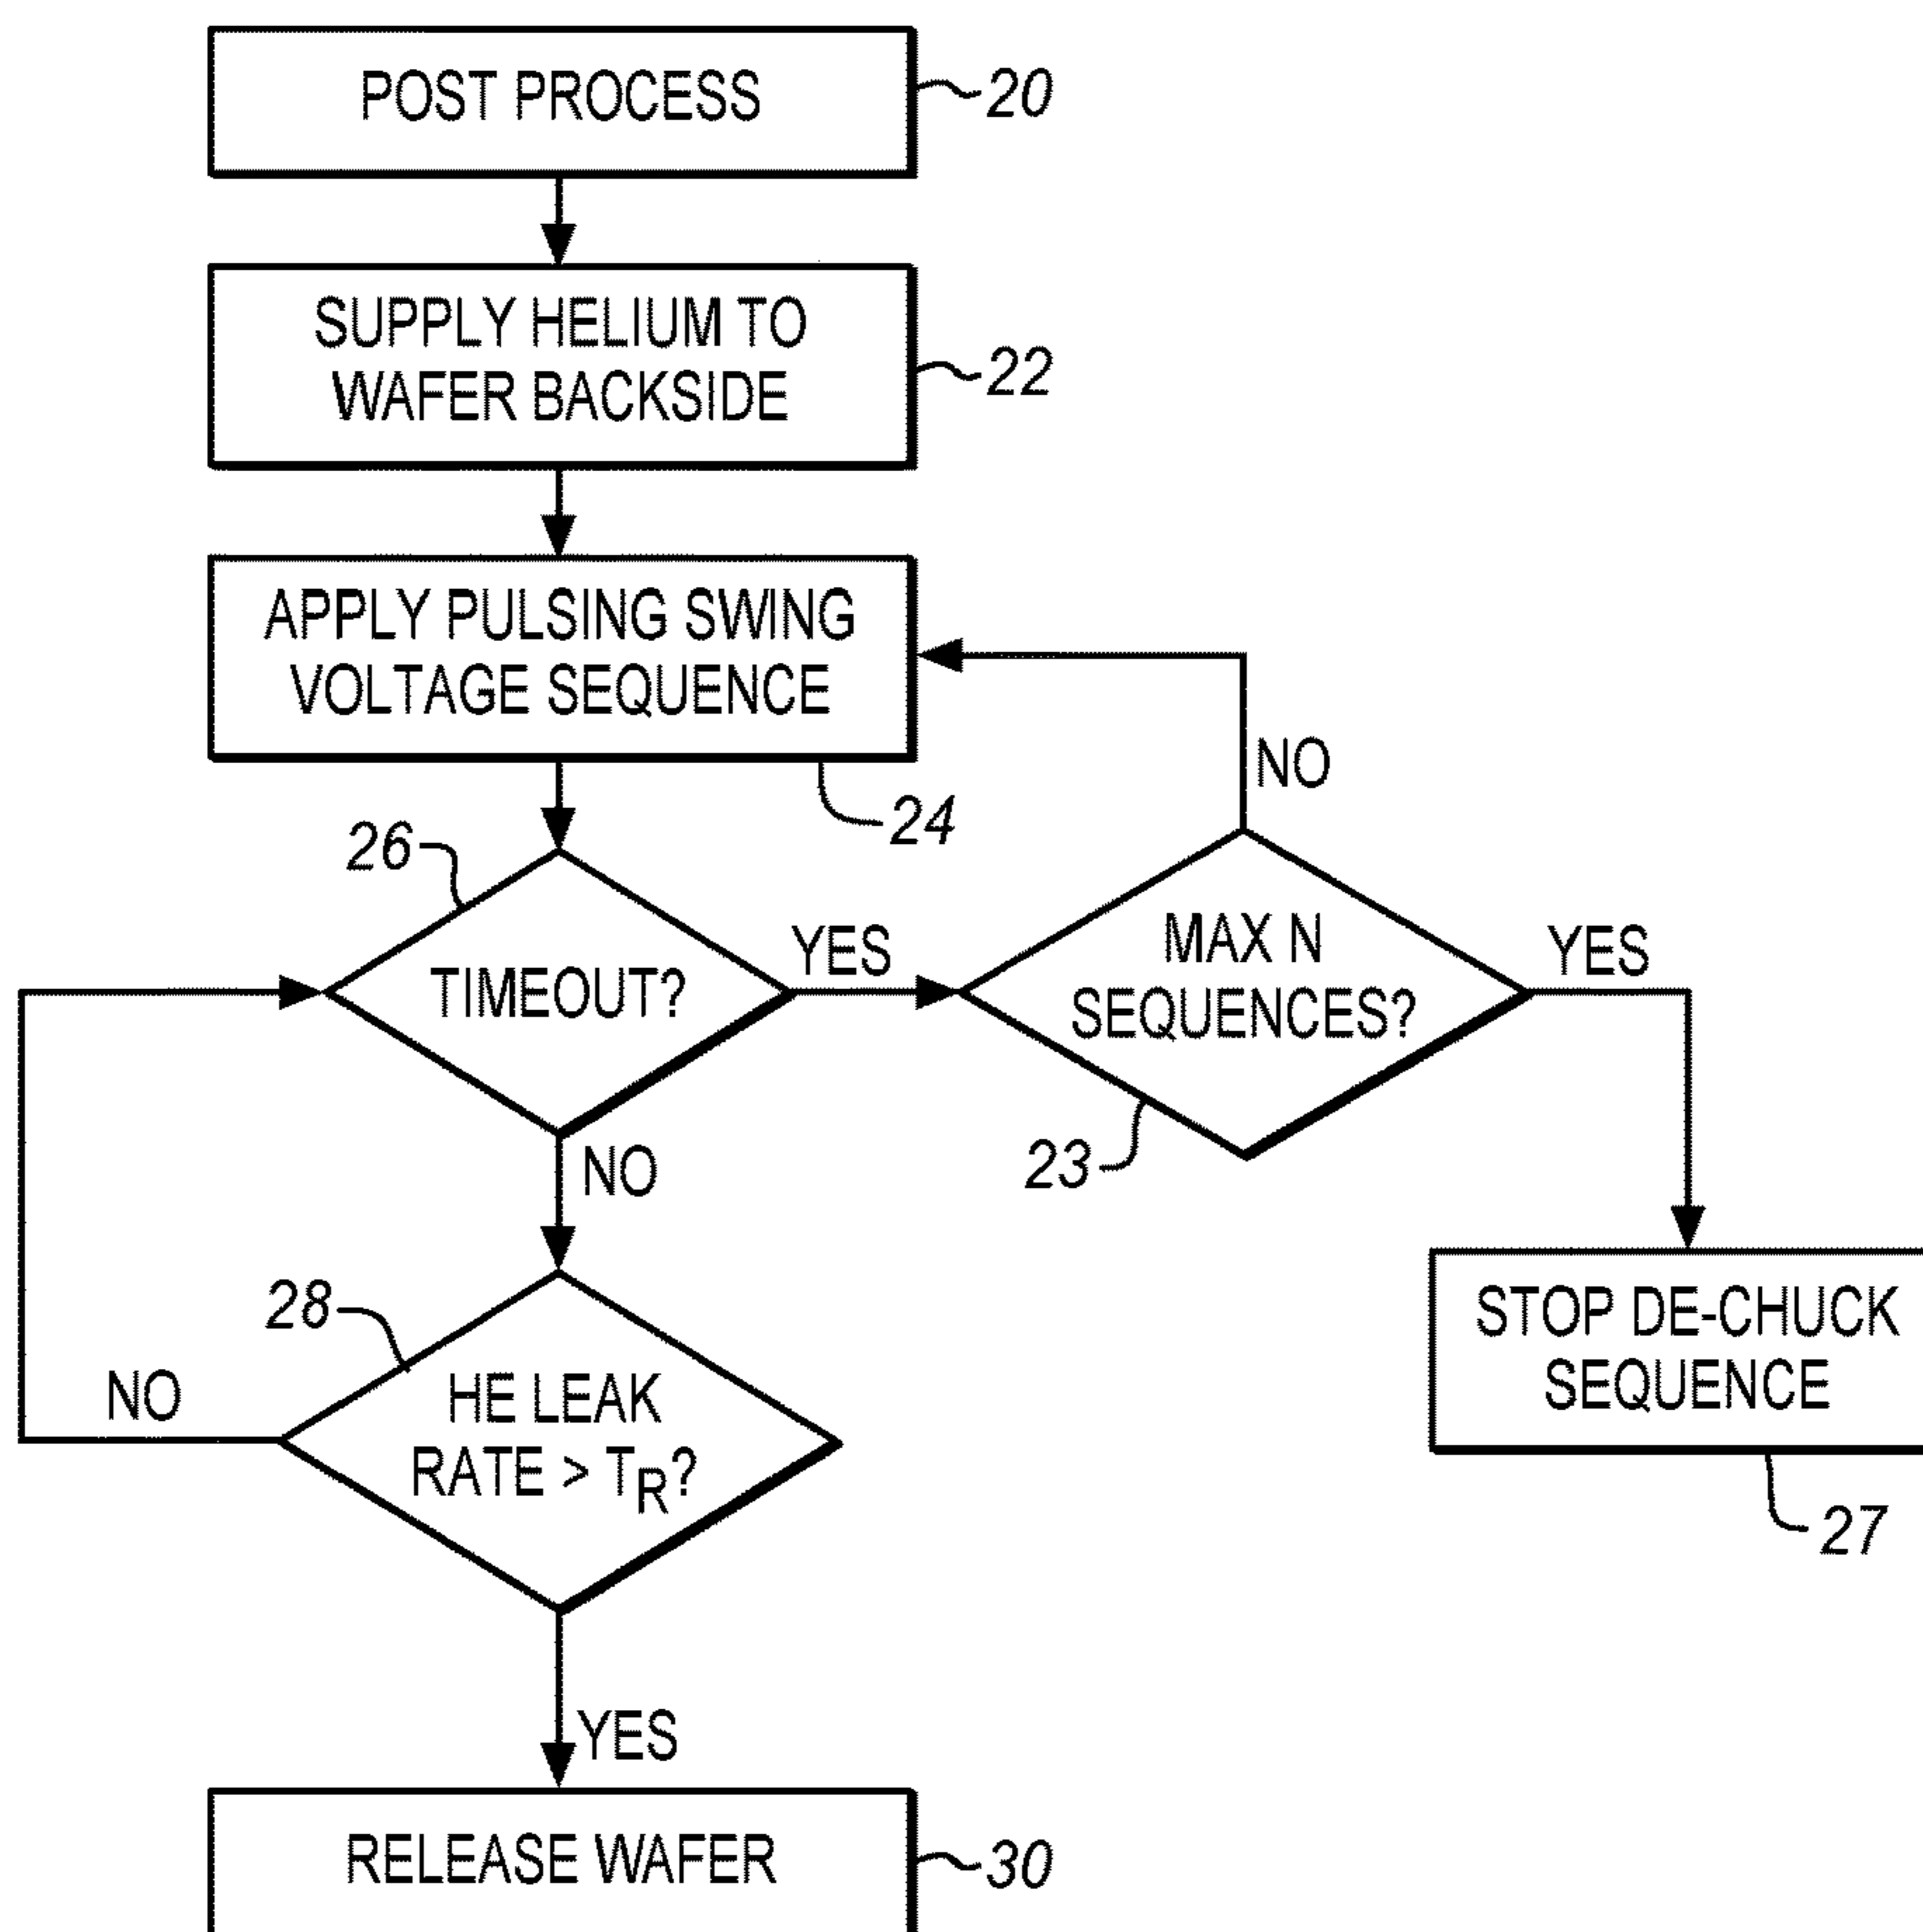 POST PROCESS
20
SUPPLY HELIUM TO
WAFER BACKSIDE
22
APPLY PULSING SWING
VOLTAGE SEQUENCE
24
NO
26
TIMEOUT?
YES
MAX N
SEQUENCES?
YES
23
NO
28
HE LEAK
RATE > TR?
NO
STOP DE-CHUCK
SEQUENCE
27
YES
RELEASE WAFER
30